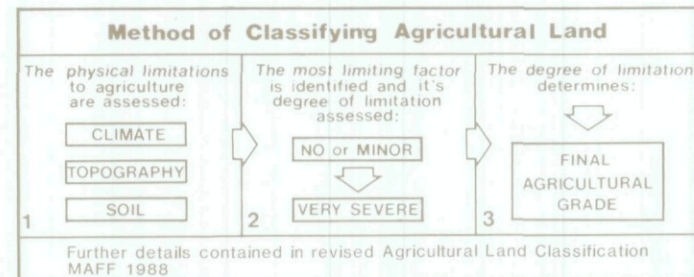 Method of Classifying Agricultural Land
The physical limitations
to agriculture
are assessed:
CLIMATE
TOPOGRAPHY
SOIL
1
The most limiting factor
is identified and it's
degree of limitation
assessed:
NO or MINOR
VERY SEVERE
2
The degree of limitation
determines:
FINAL
AGRICULTURAL
GRADE
3
Further details contained in revised Agricultural Land Classification
MAFF 1988